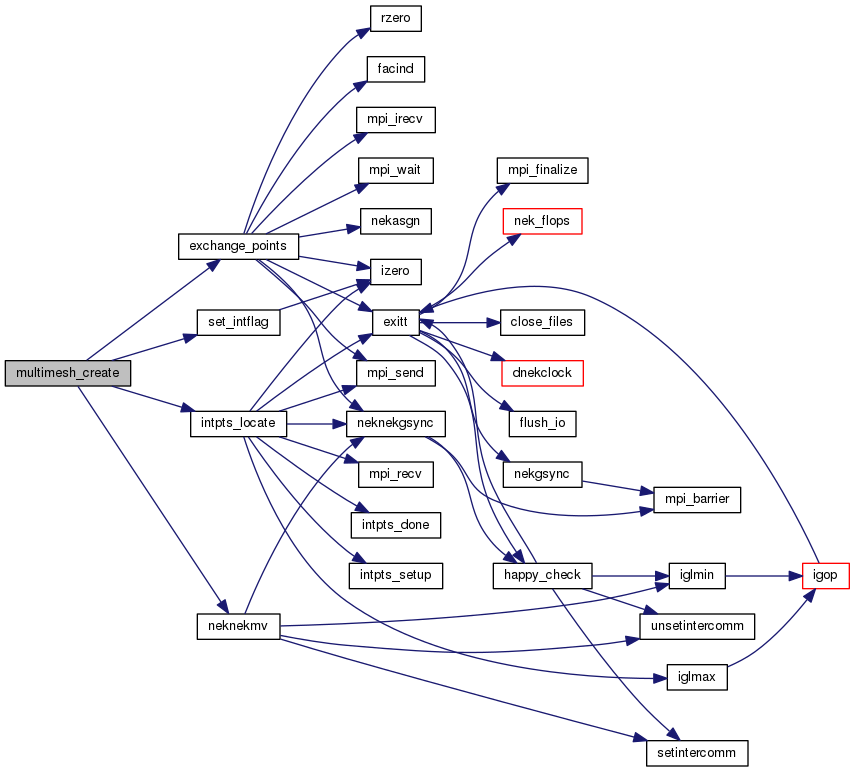 rzero
facind
mpi_irecv
mpi_wait
mpi_finalize
nek_flops
nekasgn
exchange_points
izero
set_intflag
exitt
close_files
multimesh_create
mpi_send
dnekclock
intpts_locate
neknekgsync
flush_io
mpi_recv
nekgsync
mpi_barrier
intpts_done
intpts_setup
happy_check
iglmin
igop
neknekmv
unsetintercomm
iglmax
setintercomm